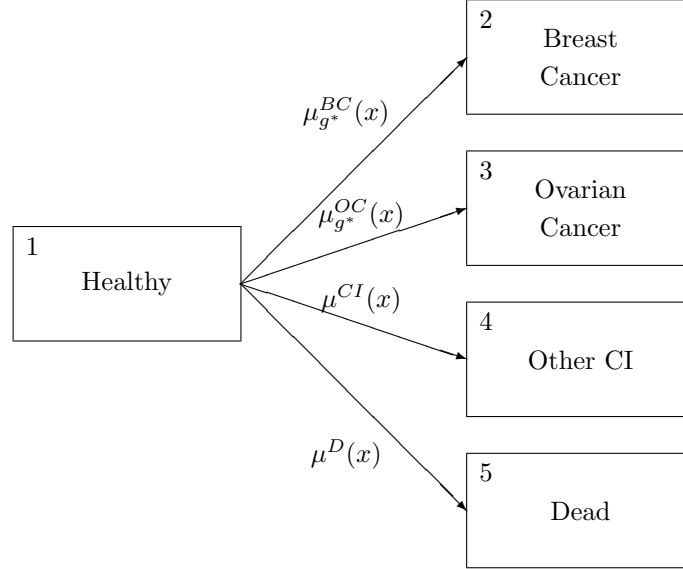 2
Breast
Cancer
μ_{g*}^{BC}(x)
3
Ovarian
Cancer
μ_{g*}^{OC}(x)
1
Healthy
μ^{CI}(x)
4
Other CI
μ^{D}(x)
5
Dead